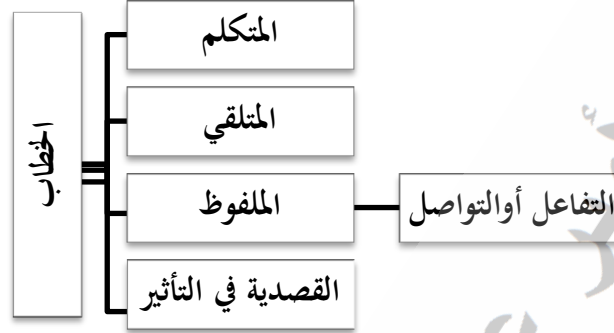 الخطاب
المتكلم
المتلقي
الملفوظ
التفاعل أوالتواصل
القصدية في التأثير